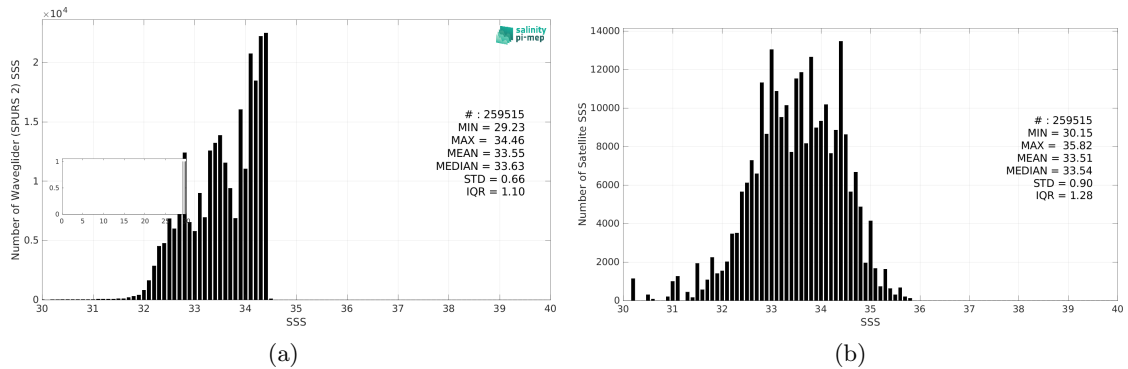 ×10^4
salinity
pi-mep
Number of Waveglider (SPURS 2) SSS
2
1.5
1
0.5
0
# : 259515
MIN = 29.23
MAX = 34.46
MEAN = 33.55
MEDIAN = 33.63
STD = 0.66
IQR = 1.10
1
0.5
0
0 5 10 15 20 25 30
30 31 32 33 34 35 36 37 38 39 40
SSS
(a)
Number of Satellite SSS
14000
12000
10000
8000
6000
4000
2000
0
# : 259515
MIN = 30.15
MAX = 35.82
MEAN = 33.51
MEDIAN = 33.54
STD = 0.90
IQR = 1.28
30 31 32 33 34 35 36 37 38 39 40
SSS
(b)